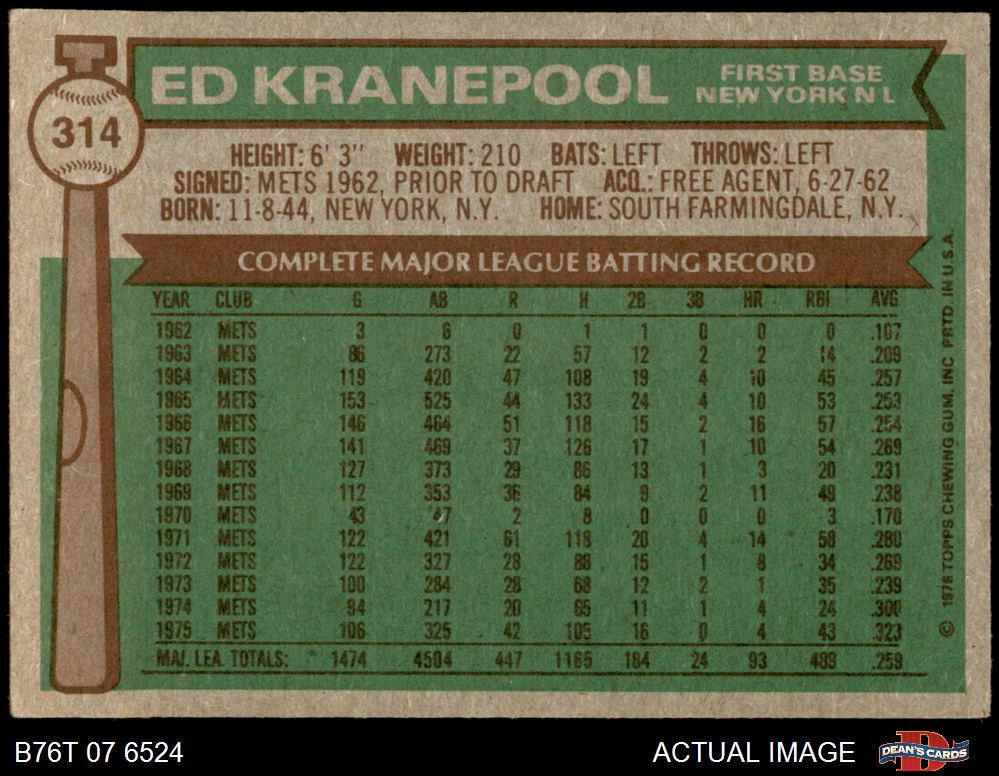 ED KRANEPOOL
FIRST BASE
NEW YORK N L
314
HEIGHT: 6' 3" WEIGHT: 210 BATS: LEFT THROWS: LEFT
SIGNED: METS 1962, PRIOR TO DRAFT ACQ.: FREE AGENT, 6-27-62
BORN: 11-8-44, NEW YORK, N.Y. HOME: SOUTH FARMINGDALE, N.Y.
COMPLETE MAJOR LEAGUE BATTING RECORD
YEAR CLUB G AB R H 2B 3B HR RBI AVG
1962 METS 3 6 0 1 1 0 0 0 .167
1963 METS 86 273 22 57 12 2 2 14 .209
1964 METS 119 420 47 108 19 4 10 45 .257
1965 METS 153 525 44 133 24 4 10 53 .253
1966 METS 146 464 51 118 15 2 16 57 .254
1967 METS 141 469 37 126 17 1 10 54 .269
1968 METS 127 373 29 86 13 1 3 20 .231
1969 METS 112 353 36 84 9 2 11 49 .238
1970 METS 43 47 2 8 0 0 0 3 .170
1971 METS 122 421 61 118 20 4 14 58 .280
1972 METS 122 327 28 88 15 1 8 34 .269
1973 METS 100 284 28 68 12 2 1 35 .239
1974 METS 94 217 20 65 11 1 4 24 .300
1975 METS 106 325 42 105 16 0 4 43 .323
MAJ. LEA. TOTALS: 1474 4504 447 1165 184 24 93 489 .259
© 1976 TOPPS CHEWING GUM, INC. PRTD. IN U.S.A.
B76T 07 6524
ACTUAL IMAGE
DEAN'S CARDS